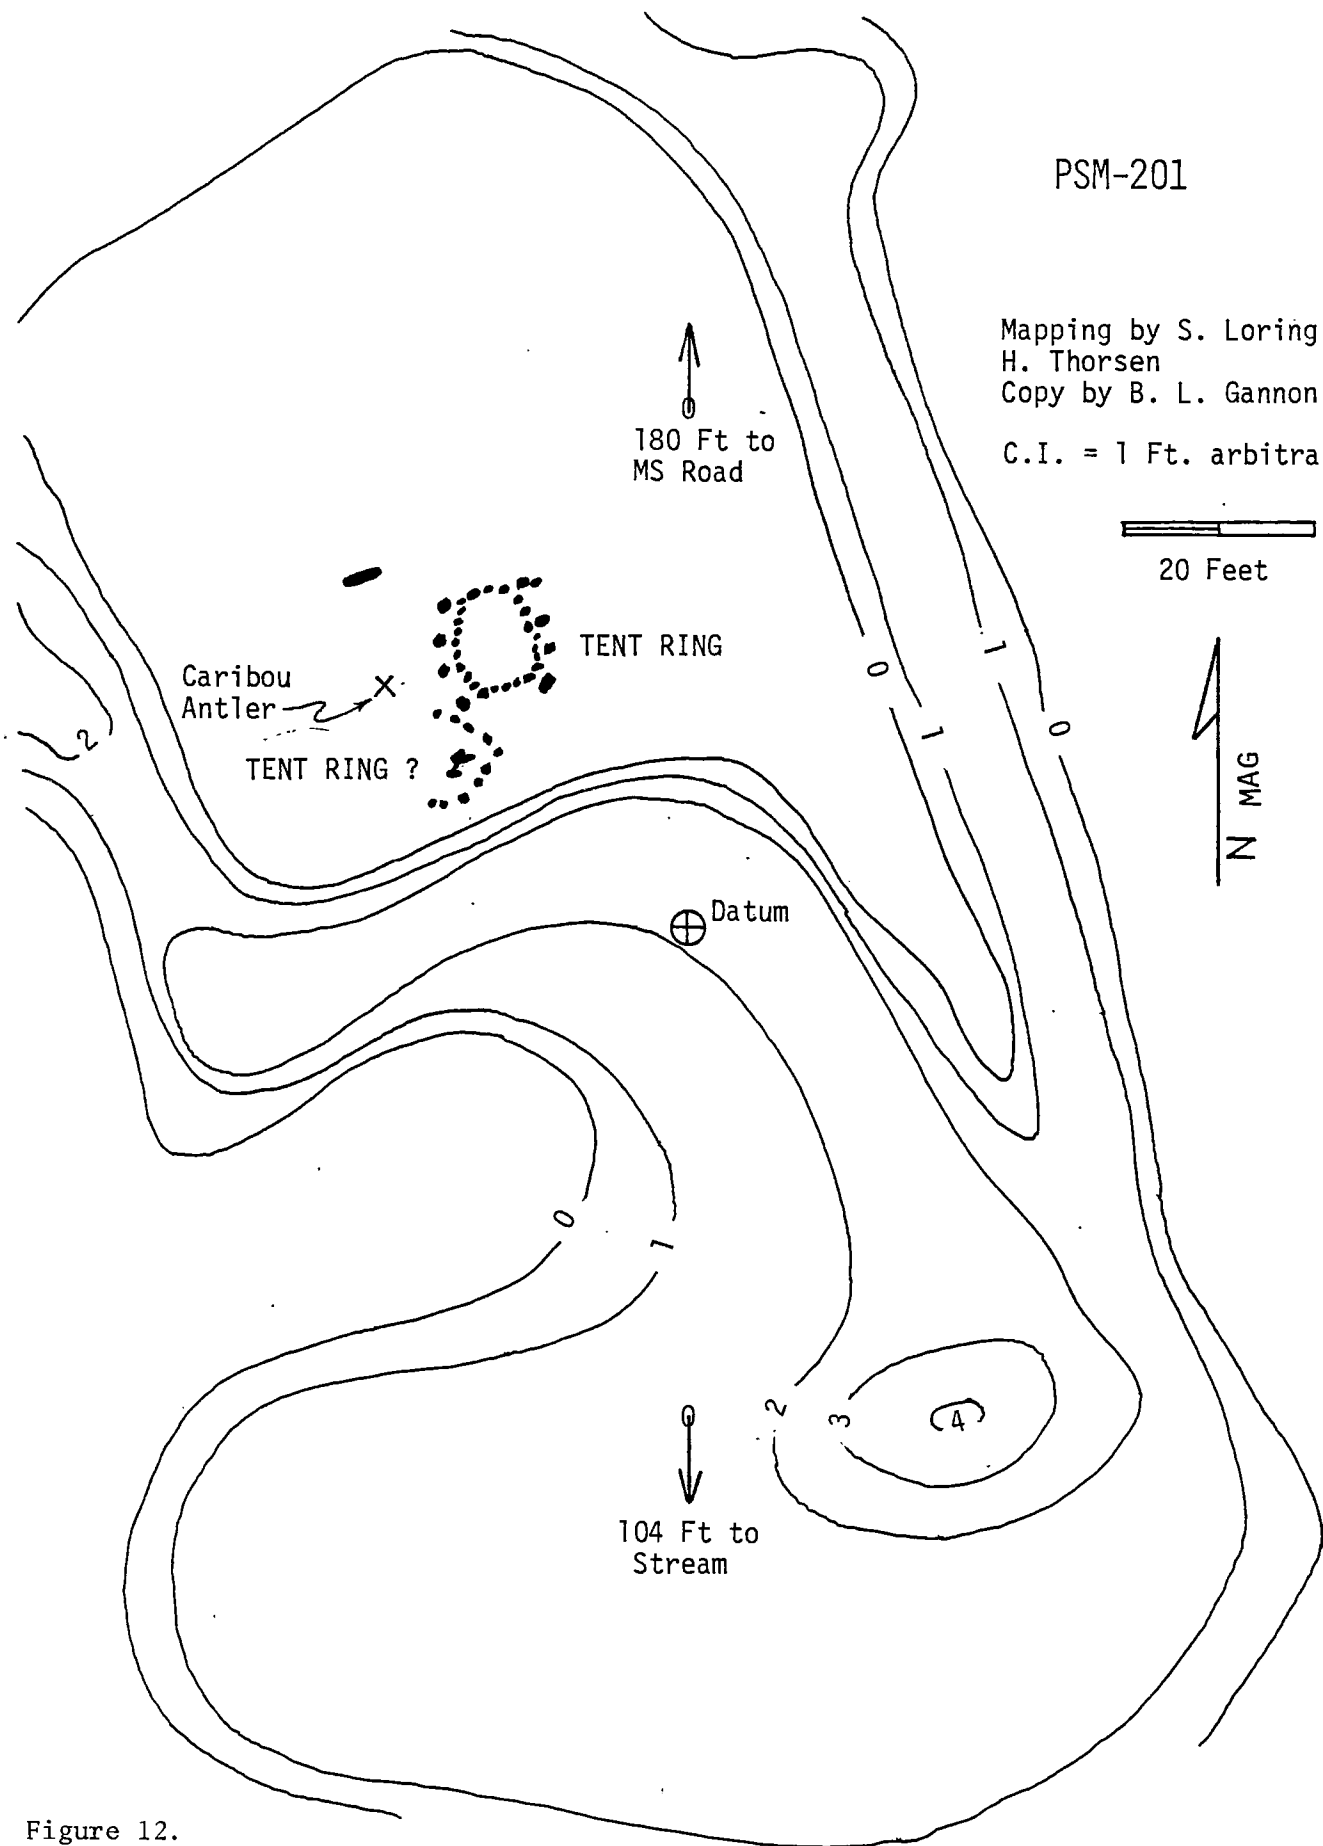 PSM-201
Mapping by S. Loring
H. Thorsen
Copy by B. L. Gannon
C.I. = 1 Ft. arbitra
20 Feet
N MAG
180 Ft to
MS Road
TENT RING
Caribou
Antler
X
TENT RING ?
0
1
1
0
2
Datum
0
1
2
3
4
104 Ft to
Stream
Figure 12.